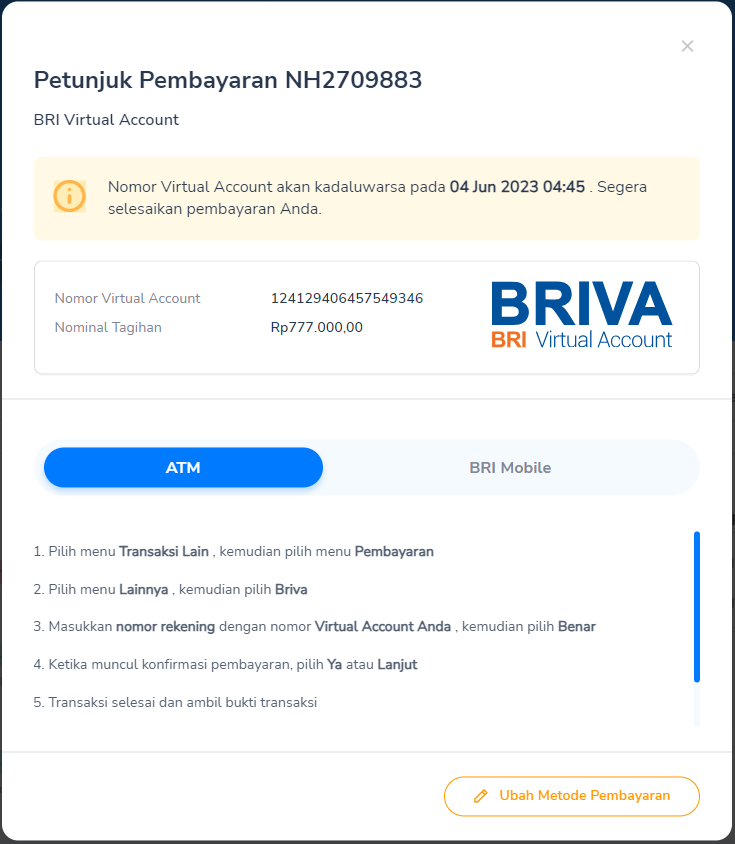 Petunjuk Pembayaran NH2709883
BRI Virtual Account
Nomor Virtual Account akan kadaluwarsa pada 04 Jun 2023 04:45 . Segera
selesaikan pembayaran Anda.
Nomor Virtual Account 124129406457549346
Nominal Tagihan Rp777.000,00
BRIVA
BRI Virtual Account
ATM
BRI Mobile
1. Pilih menu Transaksi Lain , kemudian pilih menu Pembayaran
2. Pilih menu Lainnya , kemudian pilih Briva
3. Masukkan nomor rekening dengan nomor Virtual Account Anda , kemudian pilih Benar
4. Ketika muncul konfirmasi pembayaran, pilih Ya atau Lanjut
5. Transaksi selesai dan ambil bukti transaksi
Ubah Metode Pembayaran